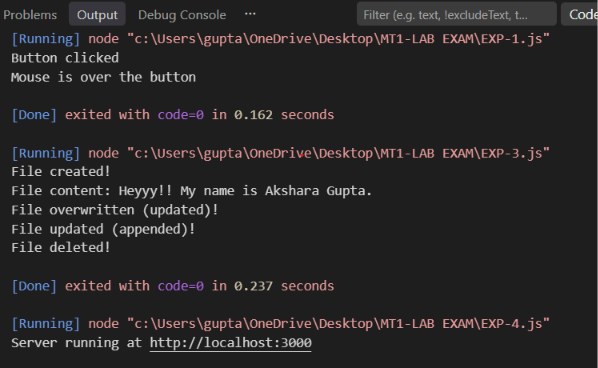 Problems Output Debug Console ··· Filter (e.g. text, !excludeText, t... Code
[Running] node "c:\Users\gupta\OneDrive\Desktop\MT1-LAB EXAM\EXP-1.js"
Button clicked
Mouse is over the button
[Done] exited with code=0 in 0.162 seconds
[Running] node "c:\Users\gupta\OneDrive\Desktop\MT1-LAB EXAM\EXP-3.js"
File created!
File content: Heyyy!! My name is Akshara Gupta.
File overwritten (updated)!
File updated (appended)!
File deleted!
[Done] exited with code=0 in 0.237 seconds
[Running] node "c:\Users\gupta\OneDrive\Desktop\MT1-LAB EXAM\EXP-4.js"
Server running at http://localhost:3000